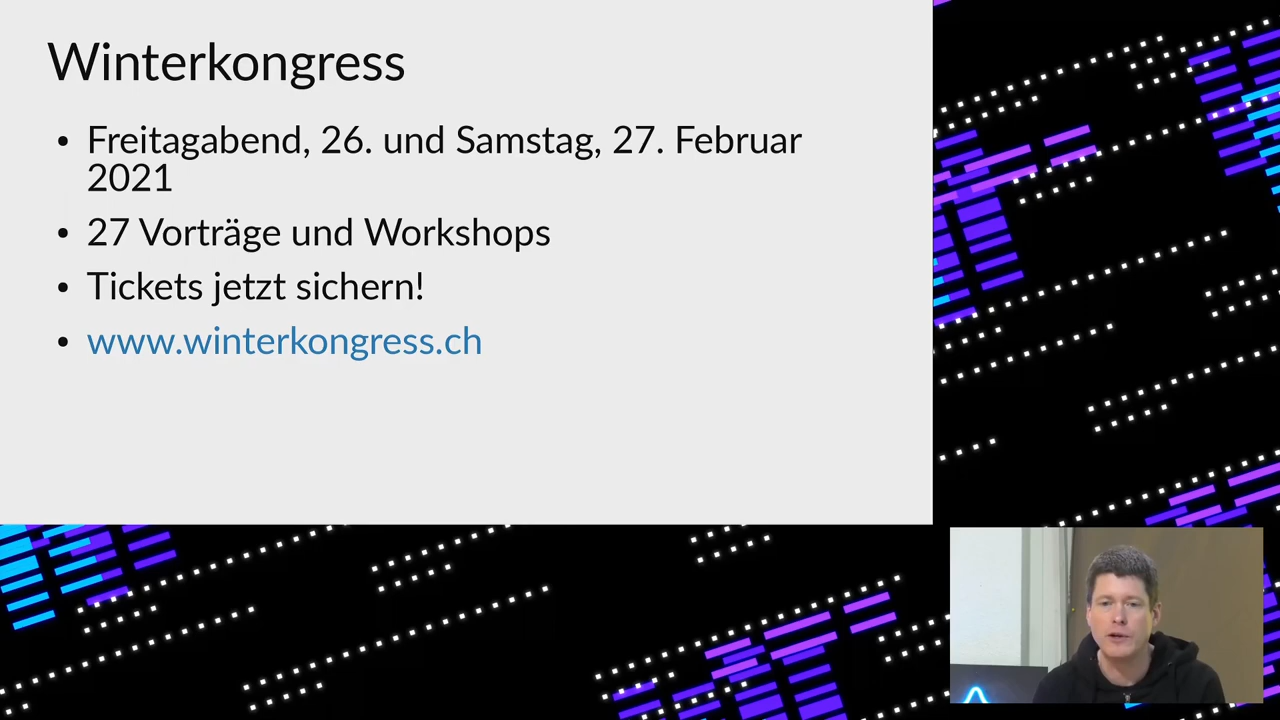 Winterkongress
• Freitagabend, 26. und Samstag, 27. Februar
2021
• 27 Vorträge und Workshops
• Tickets jetzt sichern!
• www.winterkongress.ch